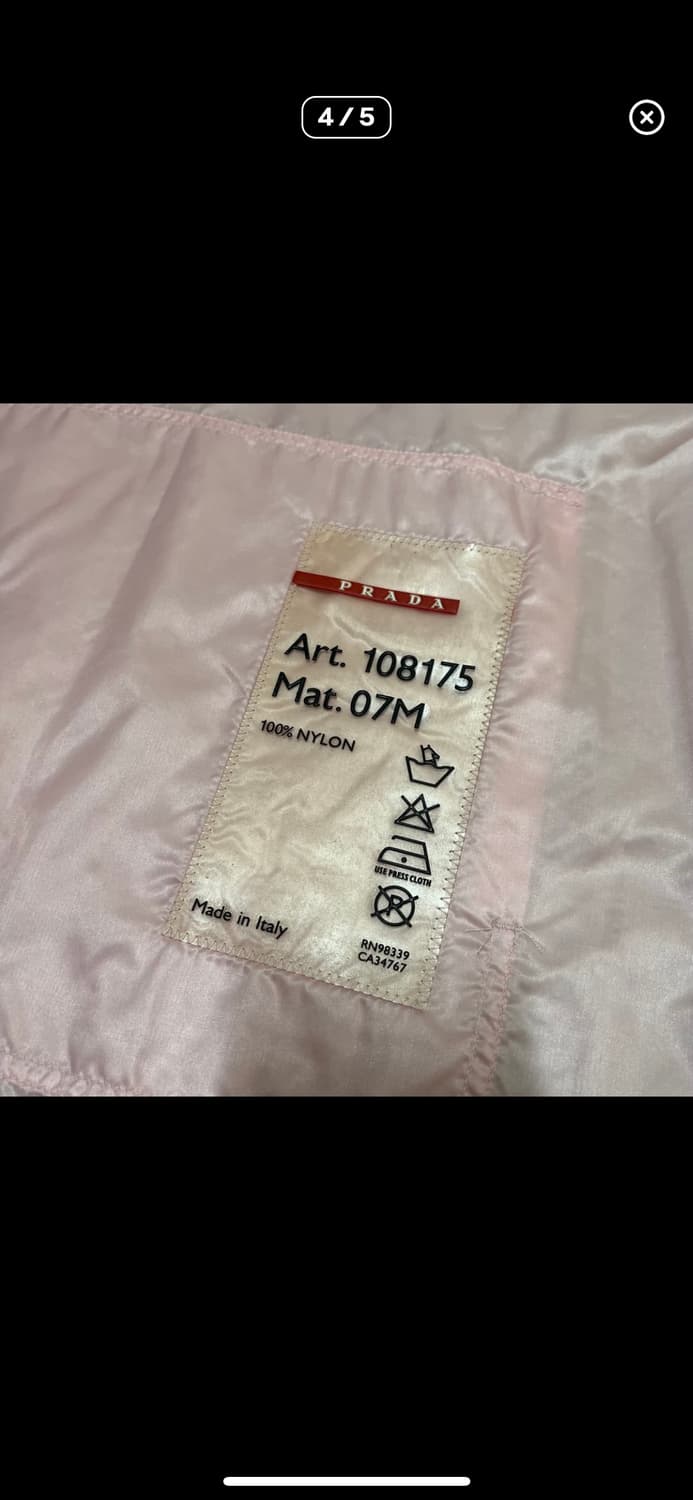 4/5
PRADA
Art. 108175
Mat. 07M
100% NYLON
USE PRESS CLOTH
P
Made in Italy
RN98339
CA34767